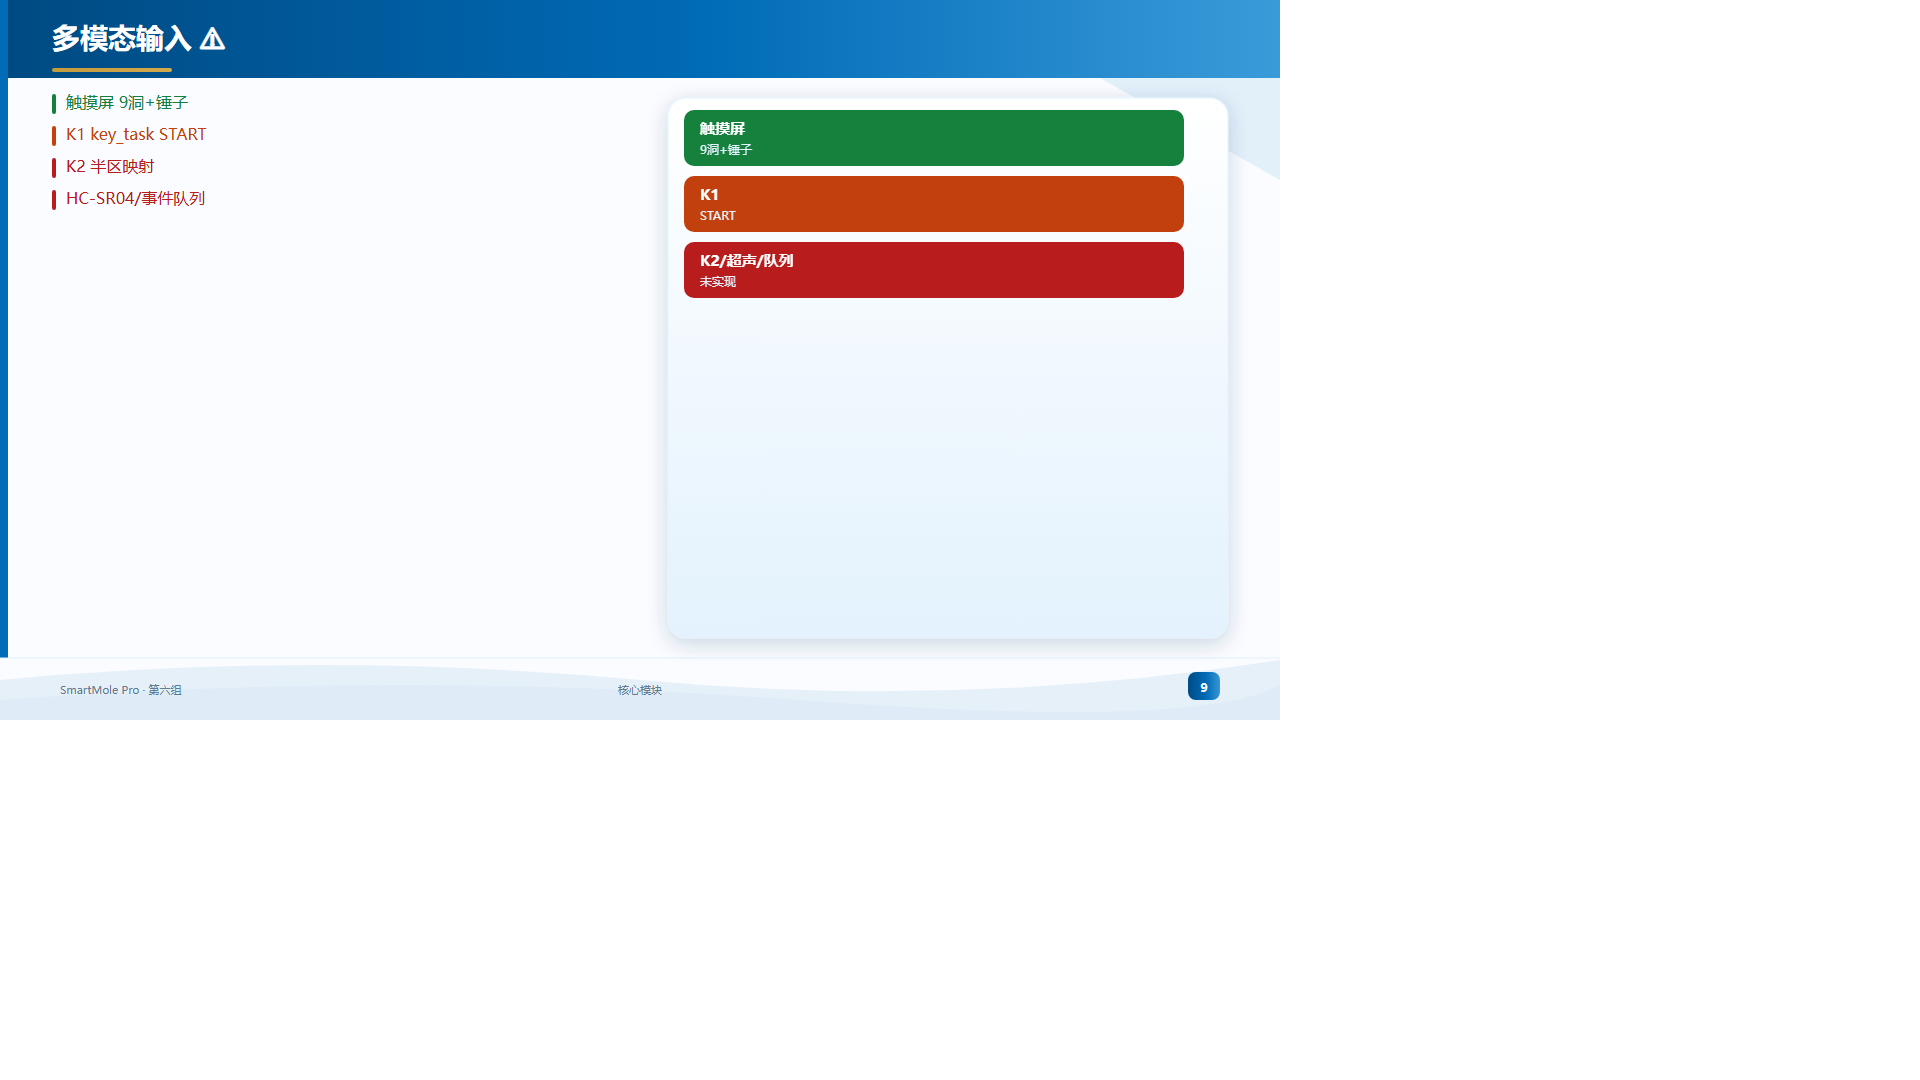 多模态输入 ⚠
触摸屏 9洞+锤子
K1 key_task START
K2 半区映射
HC-SR04/事件队列
触摸屏
9洞+锤子
K1
START
K2/超声/队列
未实现
SmartMole Pro · 第六组
核心模块
9